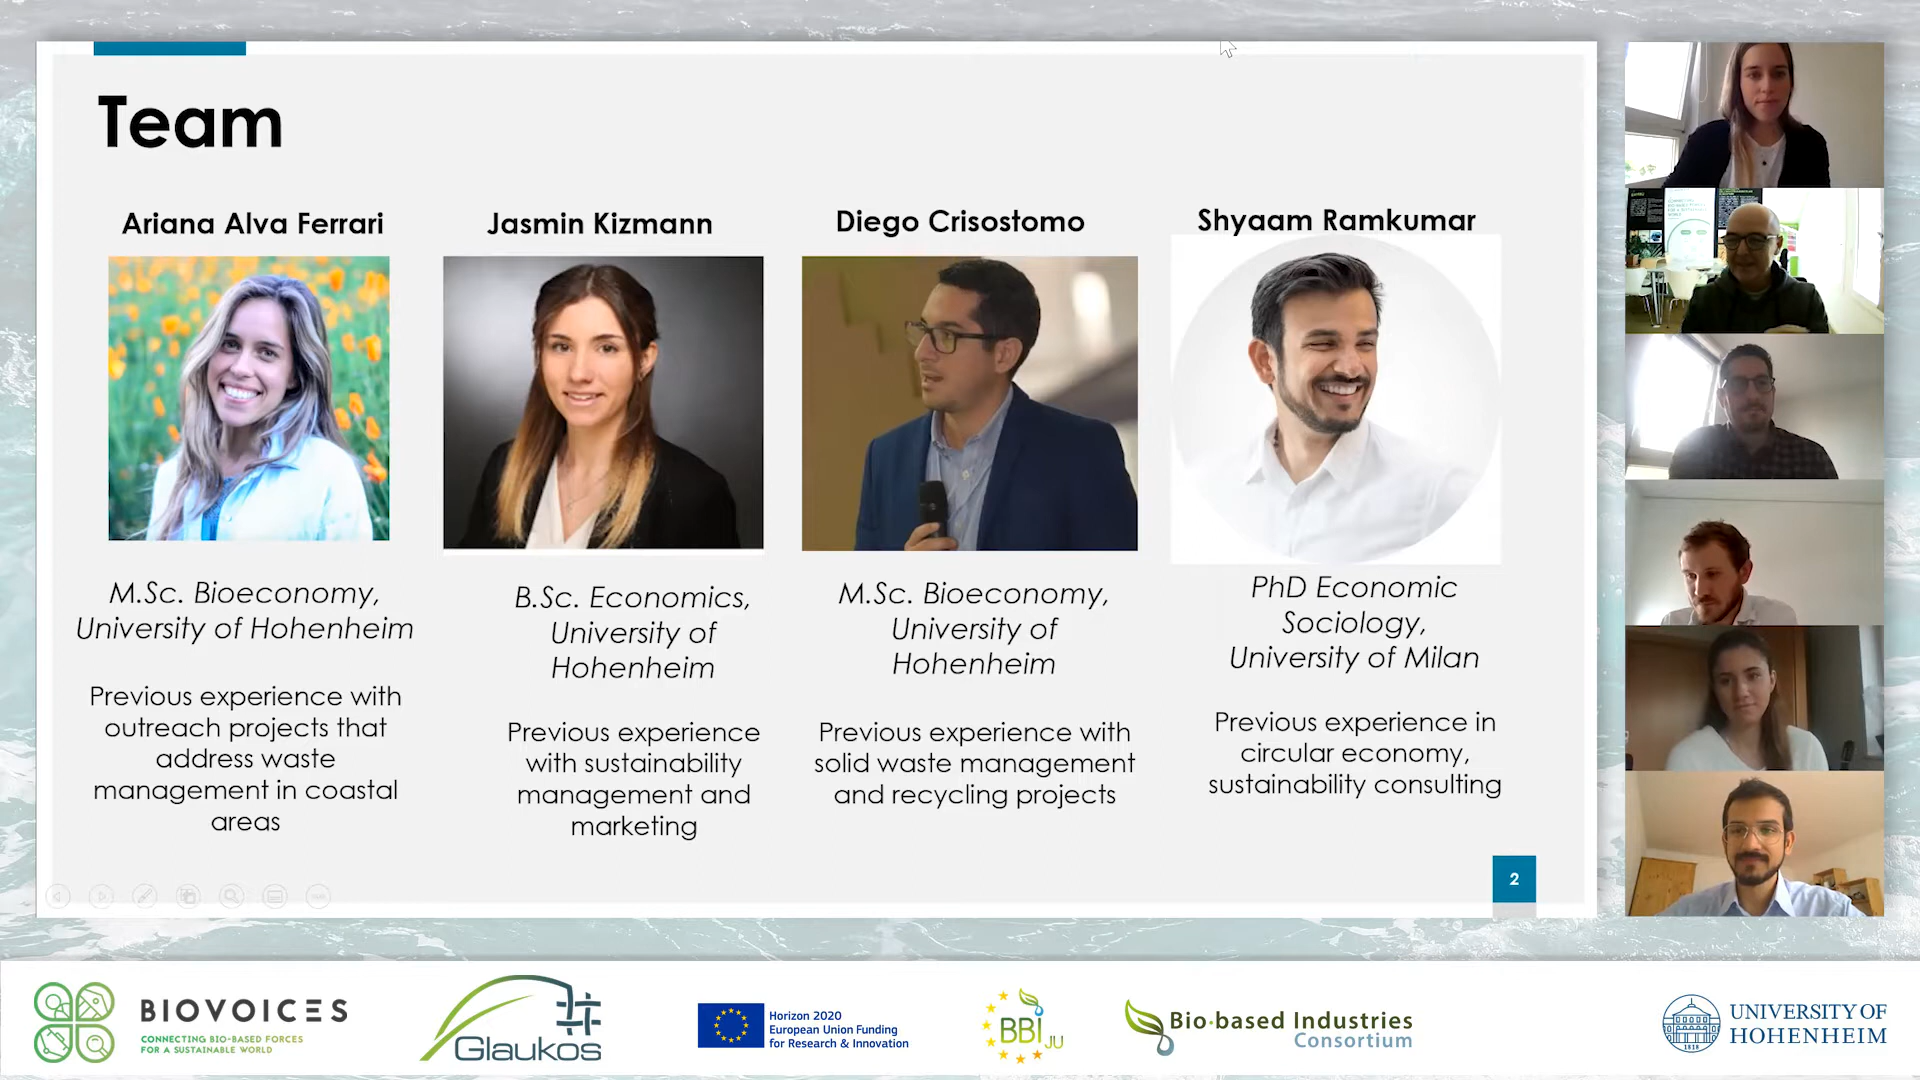 Team
Ariana Alva Ferrari
Jasmin Kizmann
Diego Crisostomo
Shyaam Ramkumar
M.Sc. Bioeconomy,
University of Hohenheim
Previous experience with
outreach projects that
address waste
management in coastal
areas
B.Sc. Economics,
University of
Hohenheim
Previous experience
with sustainability
management and
marketing
M.Sc. Bioeconomy,
University of
Hohenheim
Previous experience with
solid waste management
and recycling projects
PhD Economic
Sociology,
University of Milan
Previous experience in
circular economy,
sustainability consulting
2
BIOVOICES
CONNECTING BIO-BASED FORCES
FOR A SUSTAINABLE WORLD
Glaukos
Horizon 2020
European Union Funding
for Research & Innovation
BBI JU
Bio-based Industries
Consortium
1818
UNIVERSITY OF
HOHENHEIM